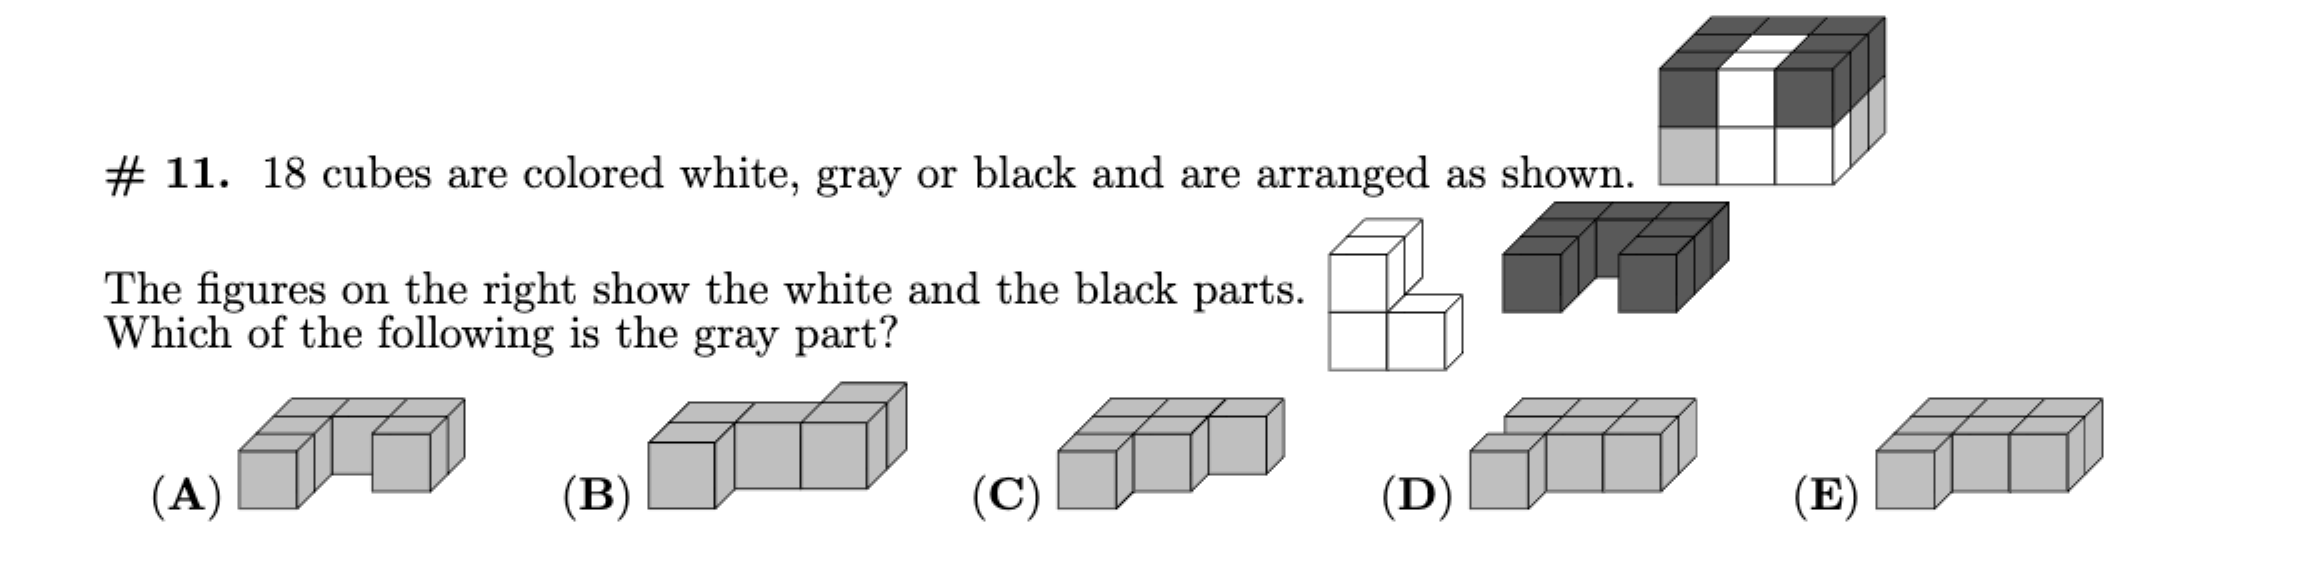 # 11. 18 cubes are colored white, gray or black and are arranged as shown.
The figures on the right show the white and the black parts.
Which of the following is the gray part?
(A) (B) (C) (D) (E)